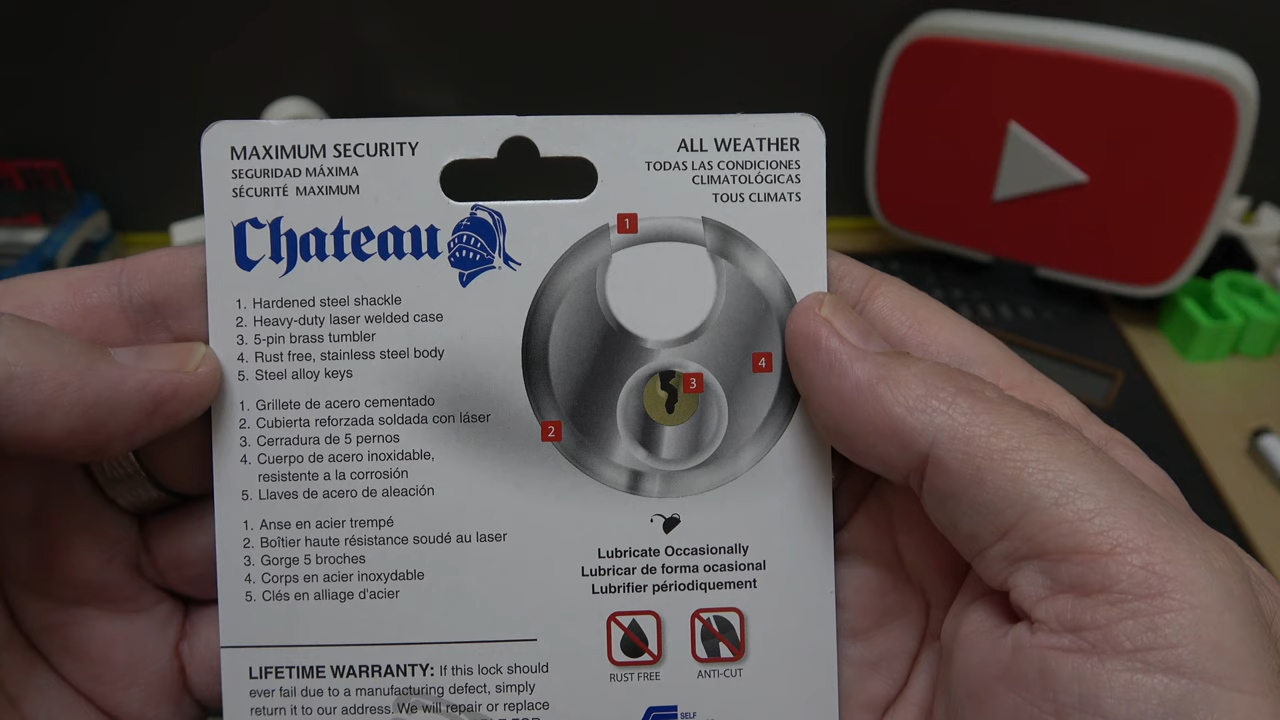 MAXIMUM SECURITY
SEGURIDAD MÁXIMA
SÉCURITÉ MAXIMUM
ALL WEATHER
TODAS LAS CONDICIONES
CLIMATOLÓGICAS
TOUS CLIMATS
Chateau
1. Hardened steel shackle
2. Heavy-duty laser welded case
3. 5-pin brass tumbler
4. Rust free, stainless steel body
5. Steel alloy keys
1. Grillete de acero cementado
2. Cubierta reforzada soldada con láser
3. Cerradura de 5 pernos
4. Cuerpo de acero inoxidable,
resistente a la corrosión
5. Llaves de acero de aleación
1. Anse en acier trempé
2. Boîtier haute résistance soudé au laser
3. Gorge 5 broches
4. Corps en acier inoxydable
5. Clés en alliage d'acier
1
2
3
4
Lubricate Occasionally
Lubricar de forma ocasional
Lubrifier périodiquement
RUST FREE
ANTI-CUT
LIFETIME WARRANTY: If this lock should
ever fail due to a manufacturing defect, simply
return it to our address. We will repair or replace
SELF